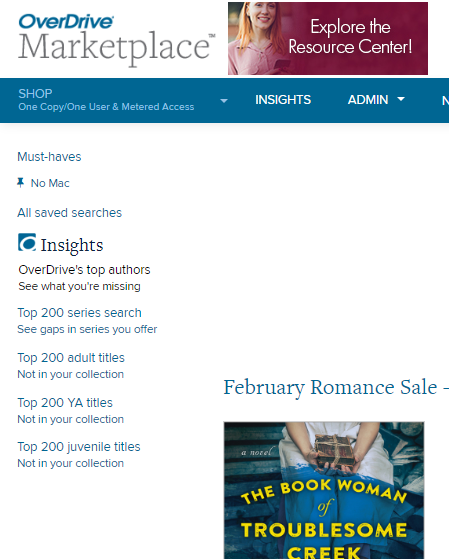 OverDrive®
Marketplace™
Explore the
Resource Center!
SHOP
One Copy/One User & Metered Access
INSIGHTS
ADMIN
N
Must-haves
No Mac
All saved searches
Insights
OverDrive's top authors
See what you're missing
Top 200 series search
See gaps in series you offer
Top 200 adult titles
Not in your collection
Top 200 YA titles
Not in your collection
Top 200 juvenile titles
Not in your collection
February Romance Sale -
a novel
THE BOOK WOMAN
of
TROUBLESOME
CREEK